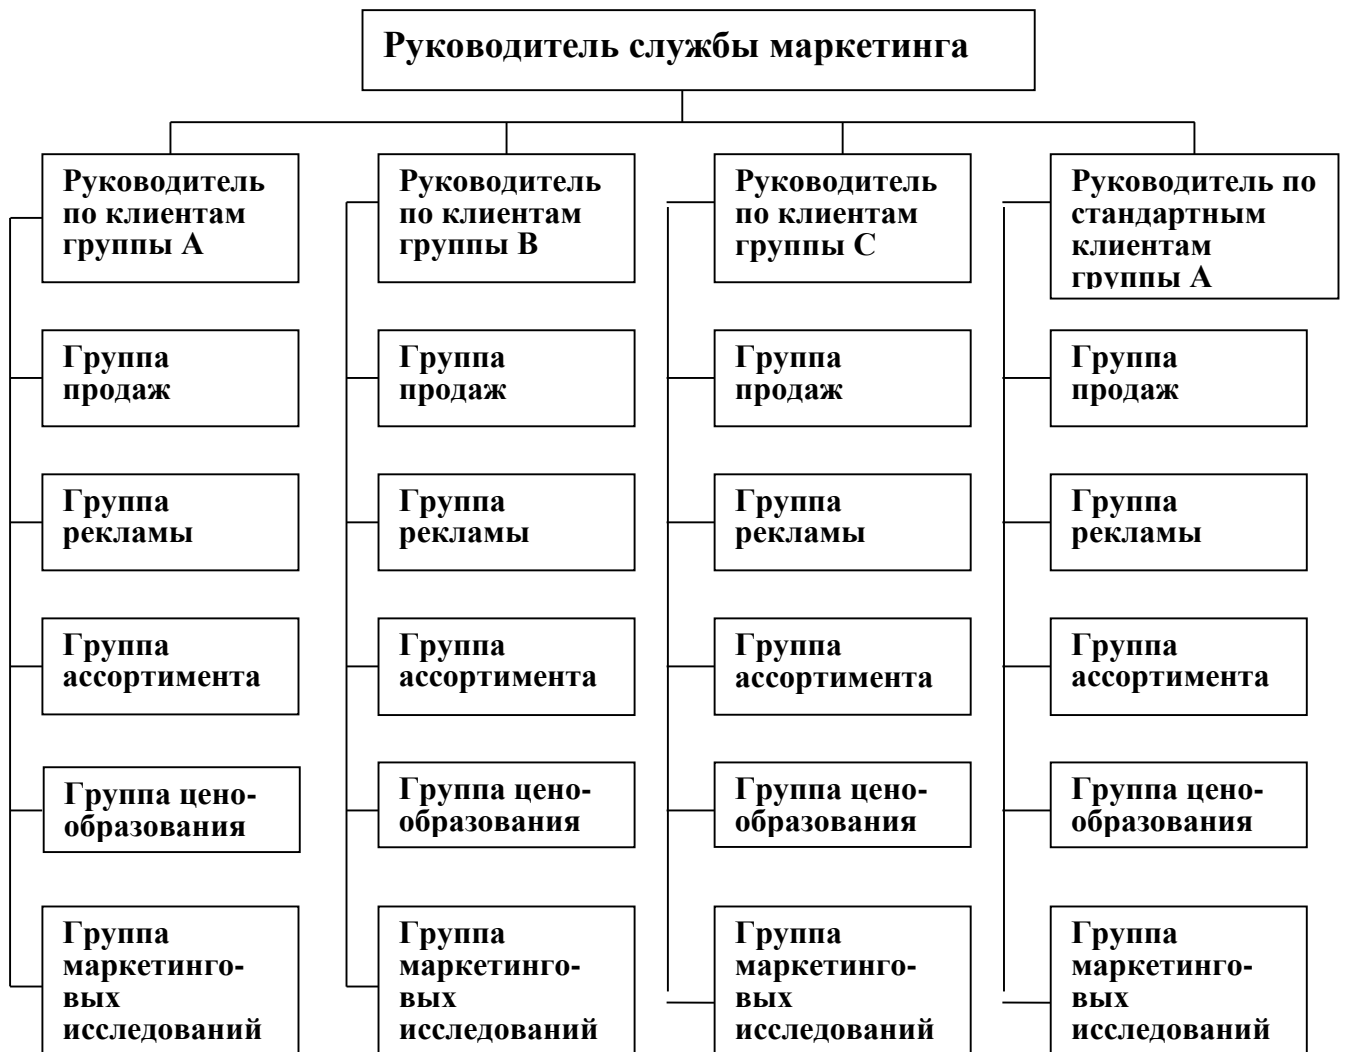 Руководитель службы маркетинга
Руководитель
по клиентам
группы А
Руководитель
по клиентам
группы В
Руководитель
по клиентам
группы С
Руководитель по
стандартным
клиентам
группы А
Группа
продаж
Группа
продаж
Группа
продаж
Группа
продаж
Группа
рекламы
Группа
рекламы
Группа
рекламы
Группа
рекламы
Группа
ассортимента
Группа
ассортимента
Группа
ассортимента
Группа
ассортимента
Группа цено-
образования
Группа цено-
образования
Группа цено-
образования
Группа цено-
образования
Группа
маркетинго-
вых
исследований
Группа
маркетинго-
вых
исследований
Группа
маркетинго-
вых
исследований
Группа
маркетинго-
вых
исследований